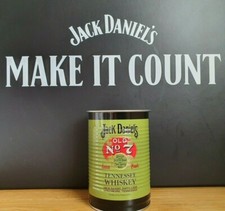 JACK DANIEL'S
MAKE IT COUNT
Jack Daniel's
OLD
No 7
TENNESSEE
WHISKEY